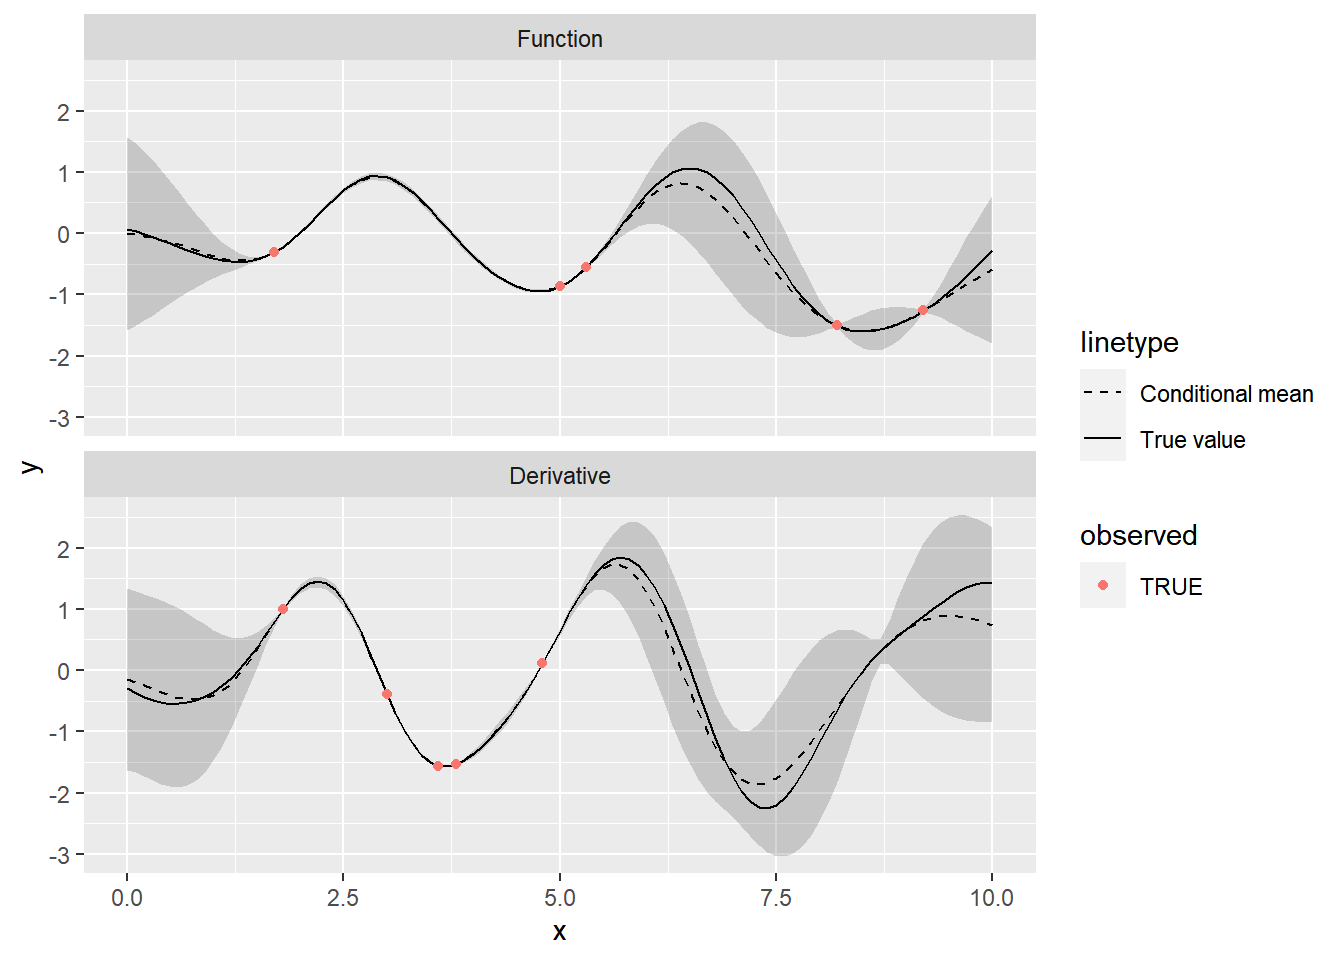 Function
2
1
0
-1
-2
-3
y
Derivative
2
1
0
-1
-2
-3
0.0 2.5 5.0 7.5 10.0
x
linetype
Conditional mean
True value
observed
TRUE